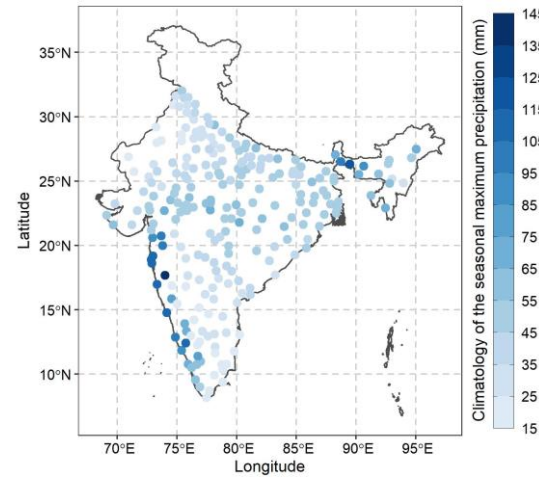 35°N
30°N
25°N
20°N
15°N
10°N
Latitude
70°E
75°E
80°E
85°E
90°E
95°E
Longitude
Climatology of the seasonal maximum precipitation (mm)
145
135
125
115
105
95
85
75
65
55
45
35
25
15